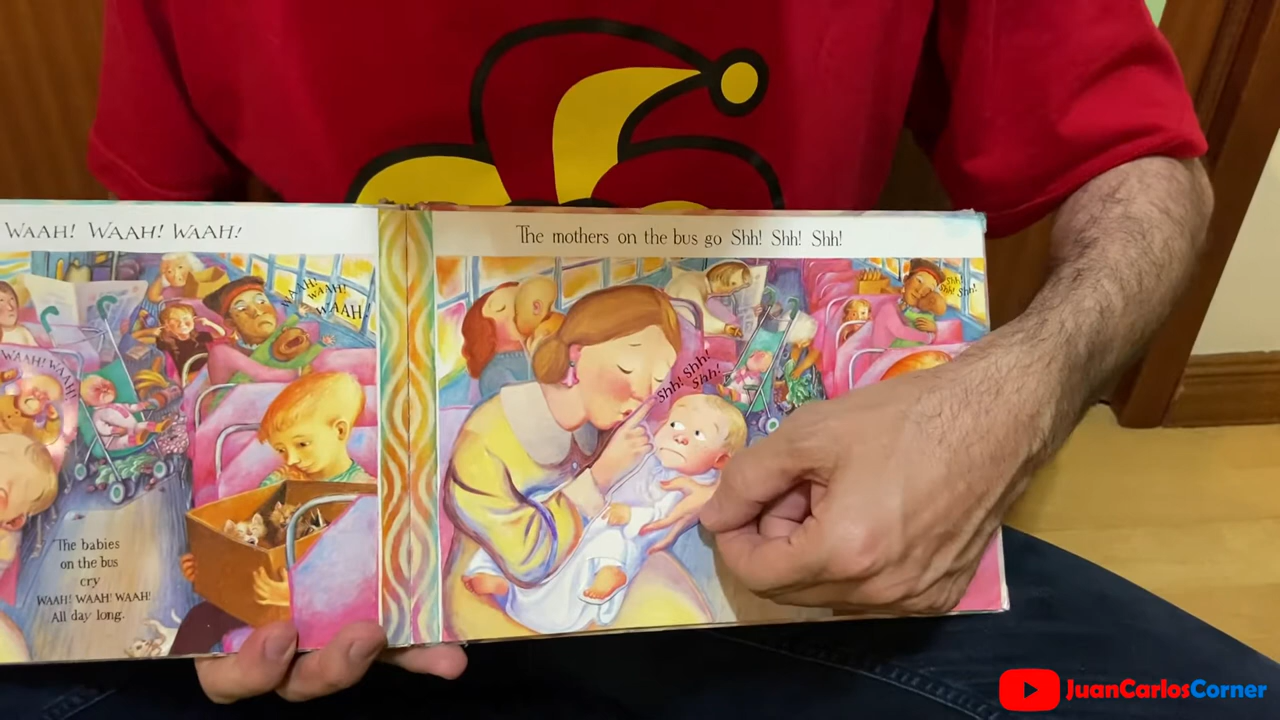 WAAH! WAAH! WAAH!
WAAH!
WAAH!
WAAH!
WAAH! WAAH!
The babies
on the bus
cry
WAAH! WAAH! WAAH!
All day long.
The mothers on the bus go Shh! Shh! Shh!
Shh! Shh!
Shh!
Shh!
Shh! Shh!
JuanCarlosCorner